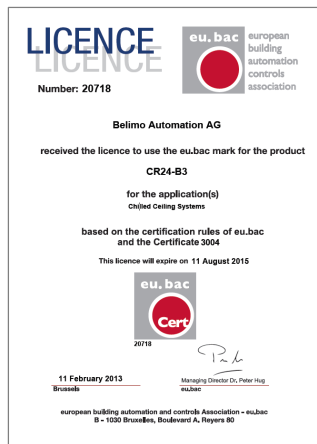 LICENCE
LICENCE
Number: 20718
eu.bac
european
building
automation
controls
association
Belimo Automation AG
received the licence to use the eu.bac mark for the product
CR24-B3
for the application(s)
Chilled Ceiling Systems
based on the certification rules of eu.bac
and the Certificate 3004
This licence will expire on 11 August 2015
eu.bac
Cert
20718
11 February 2013
Brussels
Managing Director Dr. Peter Hug
eu.bac
european building automation and controls Association - eu.bac
B - 1030 Bruxelles, Boulevard A. Reyers 80